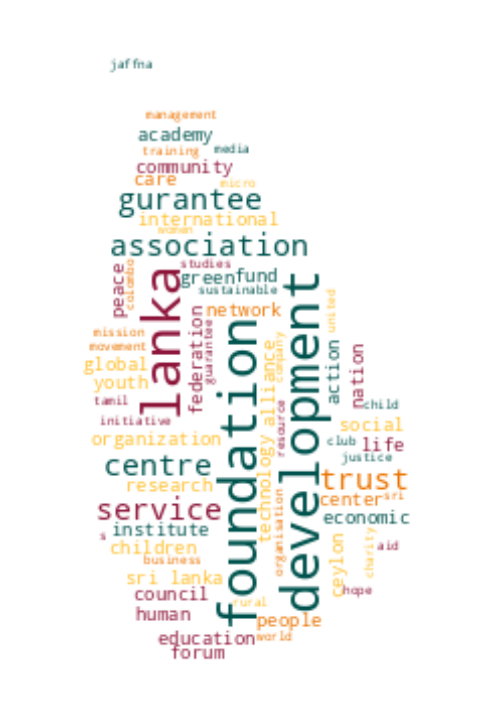 jaffna
management
academy
training
media
community
care
micro
gurantee
international
women
association
studies
peace
colombo
lanka
green
fund
sustainable
federation
guarantee
network
united
mission
movement
global
youth
tamil
initiative
organization
foundation
development
technology
alliance
company
resource
action
nation
child
social
club
life
justice
centre
research
trust
center
sri
service
s
institute
organisation
economic
children
business
ceylon
charity
aid
sri lanka
council
rural
hope
human
people
education
world
forum